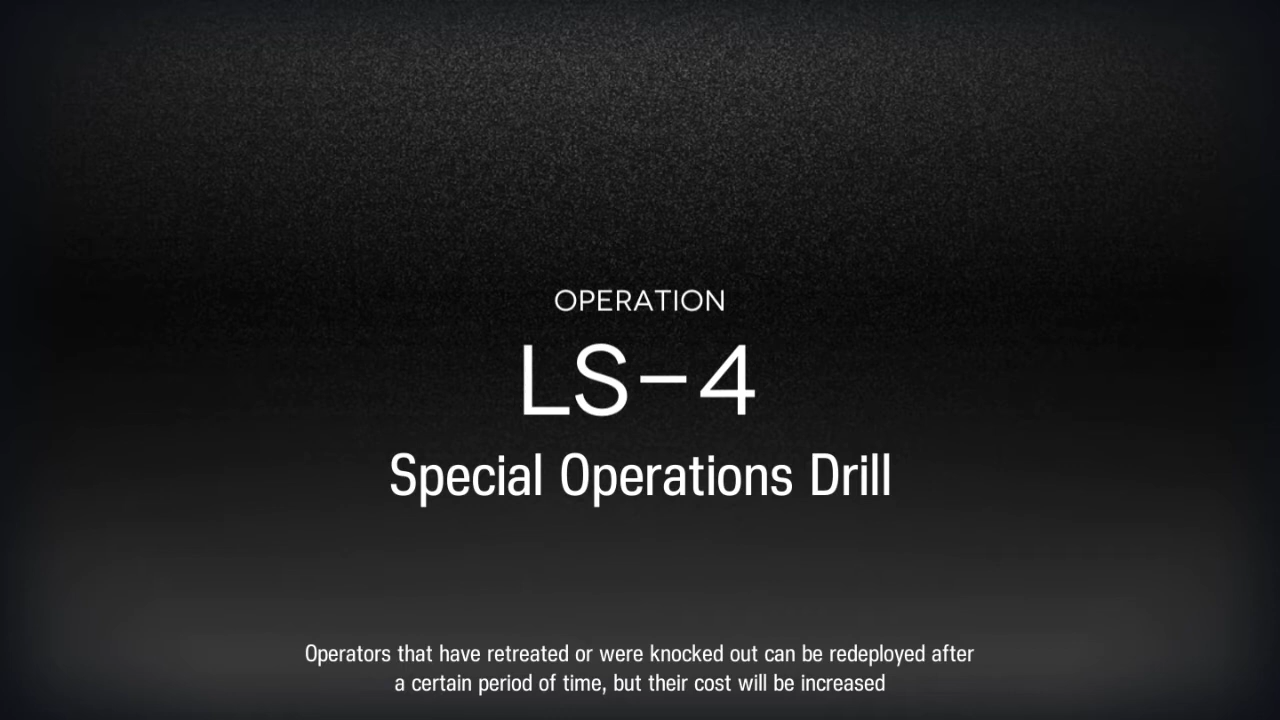 OPERATION
LS-4
Special Operations Drill
Operators that have retreated or were knocked out can be redeployed after
a certain period of time, but their cost will be increased